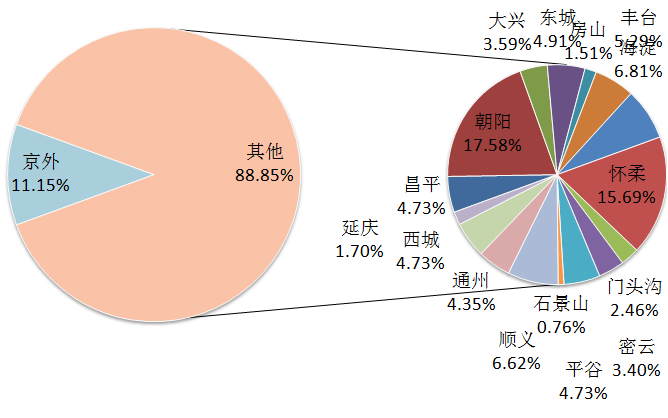 京外
11.15%
其他
88.85%
大兴
3.59%
东城
4.91%
房山
1.51%
丰台
5.29%
海淀
6.81%
朝阳
17.58%
怀柔
15.69%
昌平
4.73%
延庆
1.70%
西城
4.73%
通州
4.35%
顺义
6.62%
石景山
0.76%
平谷
4.73%
门头沟
2.46%
密云
3.40%